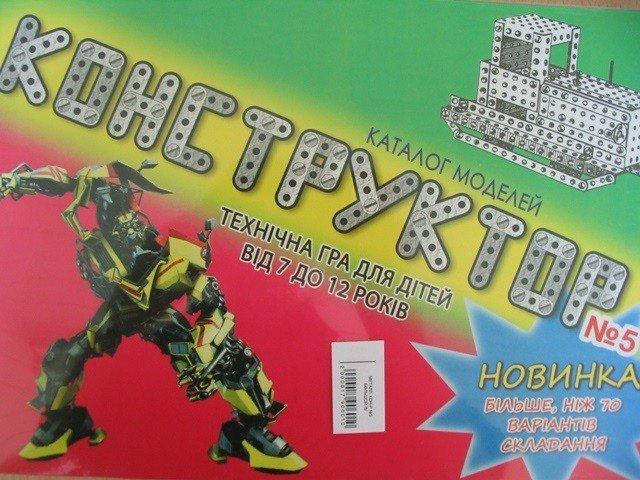 КОНСТРУКТОР
КАТАЛОГ МОДЕЛЕЙ
ТЕХНІЧНА ГРА ДЛЯ ДІТЕЙ
ВІД 7 ДО 12 РОКІВ
№5
НОВИНКА
БІЛЬШЕ, НІЖ 70
ВАРІАНТІВ
СКЛАДАННЯ